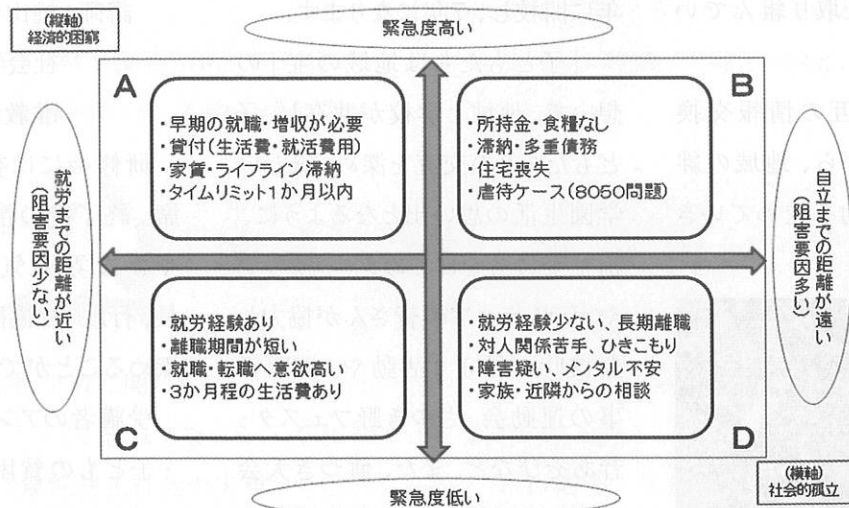 (縦軸)
経済的困窮
緊急度高い
A
・早期の就職・増収が必要
・貸付(生活費・就活費用)
・家賃・ライフライン滞納
・タイムリミット1か月以内
B
・所持金・食糧なし
・滞納・多重債務
・住宅喪失
・虐待ケース(8050問題)
就労までの距離が近い
(阻害要因少ない)
自立までの距離が遠い
(阻害要因多い)
・就労経験あり
・離職期間が短い
・就職・転職へ意欲高い
・3か月程の生活費あり
C
・就労経験少ない、長期離職
・対人関係苦手、ひきこもり
・障害疑い、メンタル不安
・家族・近隣からの相談
D
緊急度低い
(横軸)
社会的孤立
取り組んでい